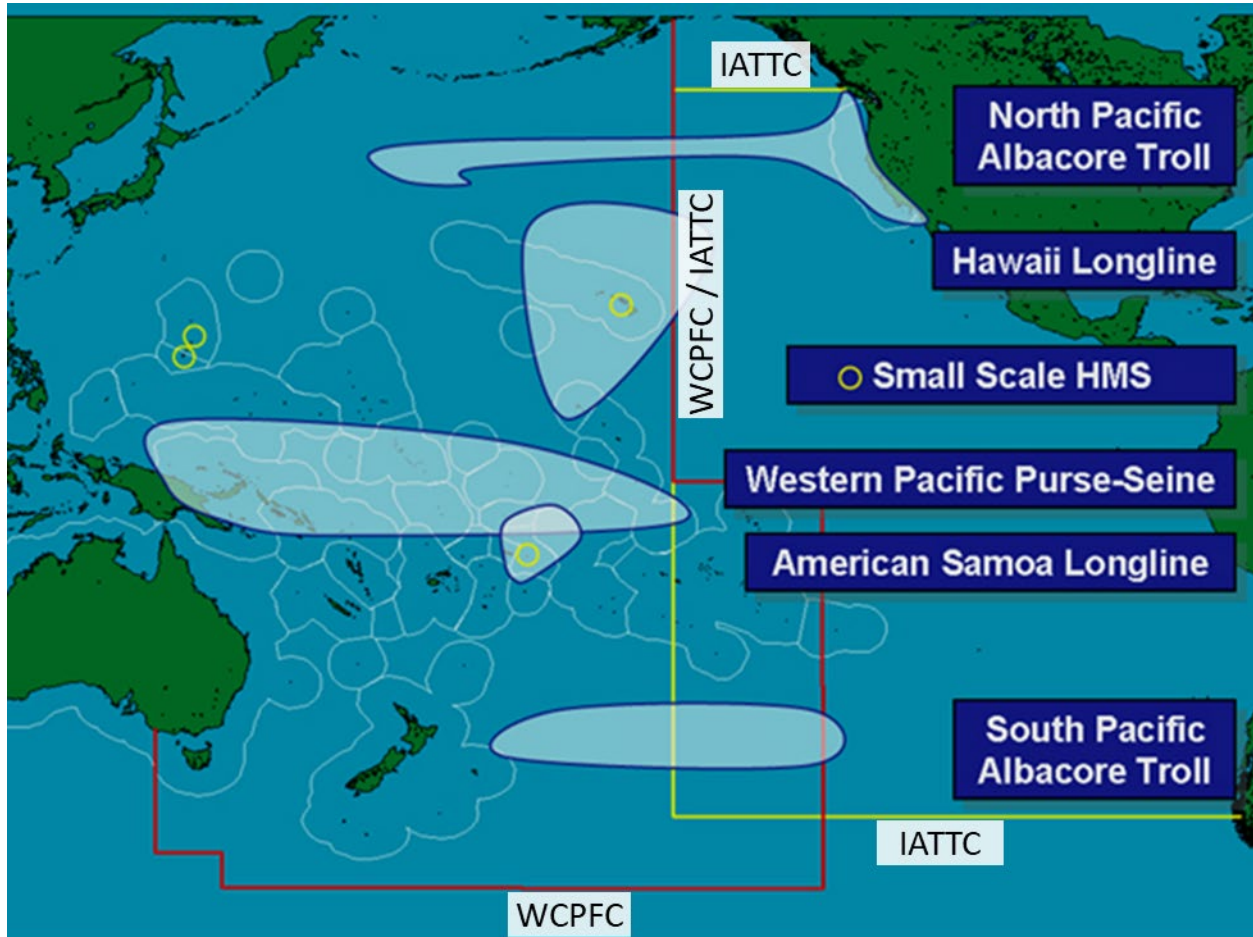 IATTC
North Pacific
Albacore Troll
WCPFC / IATTC
Hawaii Longline
Small Scale HMS
Western Pacific Purse-Seine
American Samoa Longline
South Pacific
Albacore Troll
IATTC
WCPFC